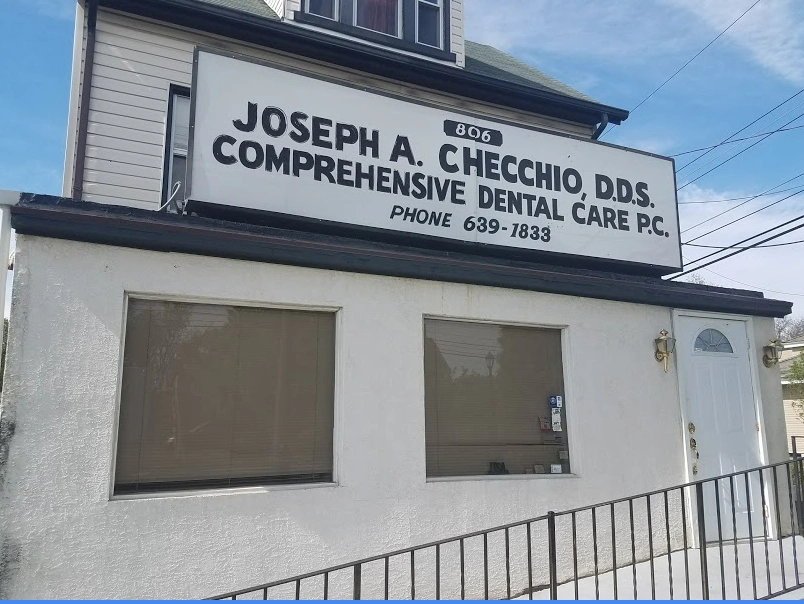 806
JOSEPH A. CHECCHIO, D.D.S.
COMPREHENSIVE DENTAL CARE P.C.
PHONE 639-1833